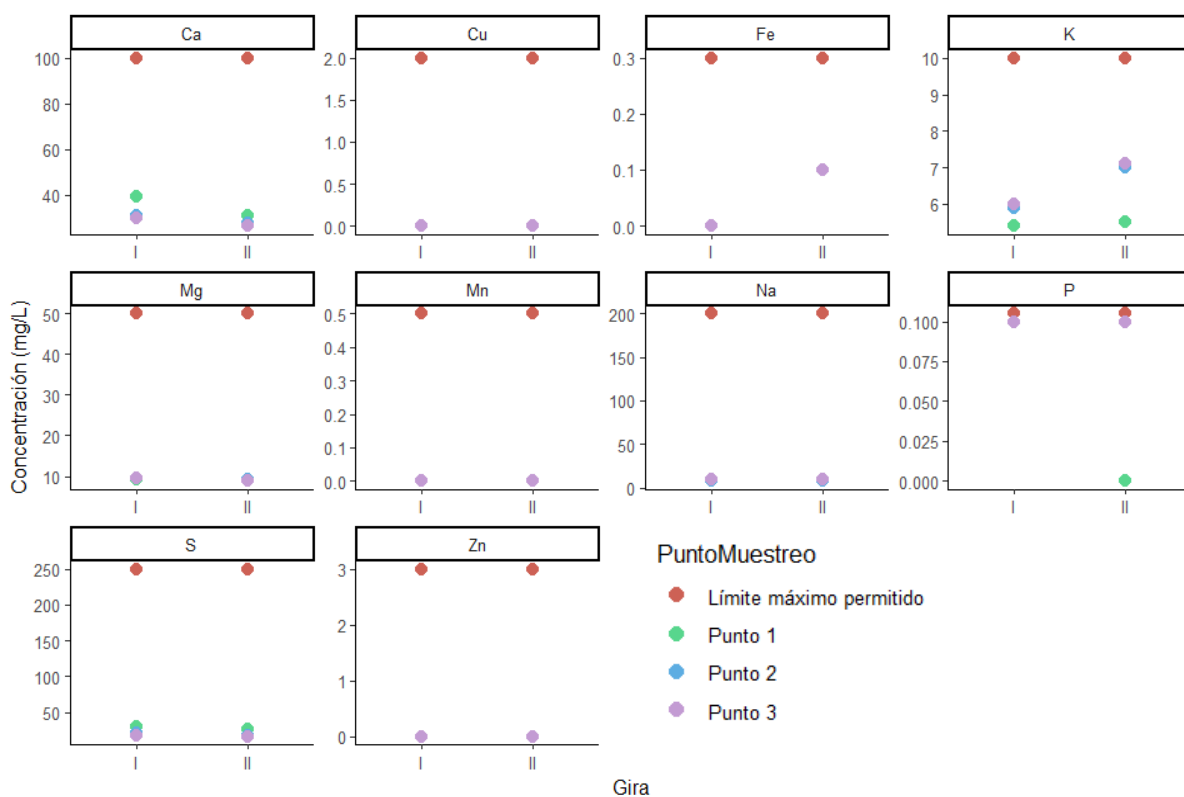 Ca
Cu
Fe
K
100
80
60
40
I
II
2.0
1.5
1.0
0.5
0.0
I
II
0.3
0.2
0.1
0.0
I
II
10
9
8
7
6
I
II
Mg
Mn
Na
P
50
40
30
20
10
I
II
0.5
0.4
0.3
0.2
0.1
0.0
I
II
200
150
100
50
0
I
II
0.100
0.075
0.050
0.025
0.000
I
II
S
Zn
250
200
150
100
50
I
II
3
2
1
0
I
II
PuntoMuestreo
Límite máximo permitido
Punto 1
Punto 2
Punto 3
Concentración (mg/L)
Gira